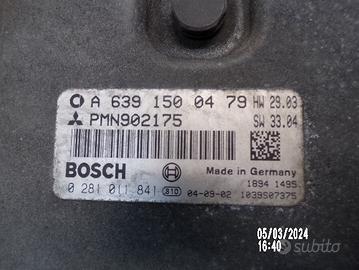 A 639 150 04 79 HW 29.03
PMN902175 SW 33.04
BOSCH Made in Germany
1894 1495
0 281 011 841 S10 04-09-02 1039S07375
05/03/2024
16:40
subito